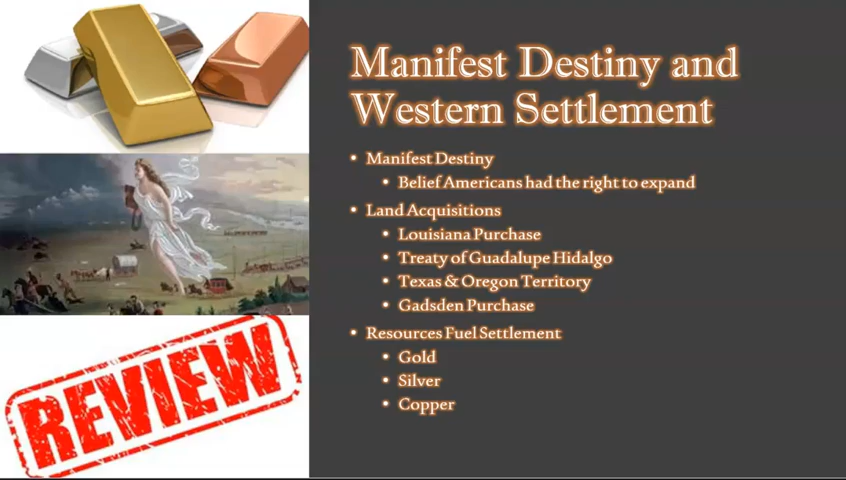 Manifest Destiny and
Western Settlement
• Manifest Destiny
• Belief Americans had the right to expand
• Land Acquisitions
• Louisiana Purchase
• Treaty of Guadalupe Hidalgo
• Texas & Oregon Territory
• Gadsden Purchase
• Resources Fuel Settlement
• Gold
• Silver
• Copper
REVIEW